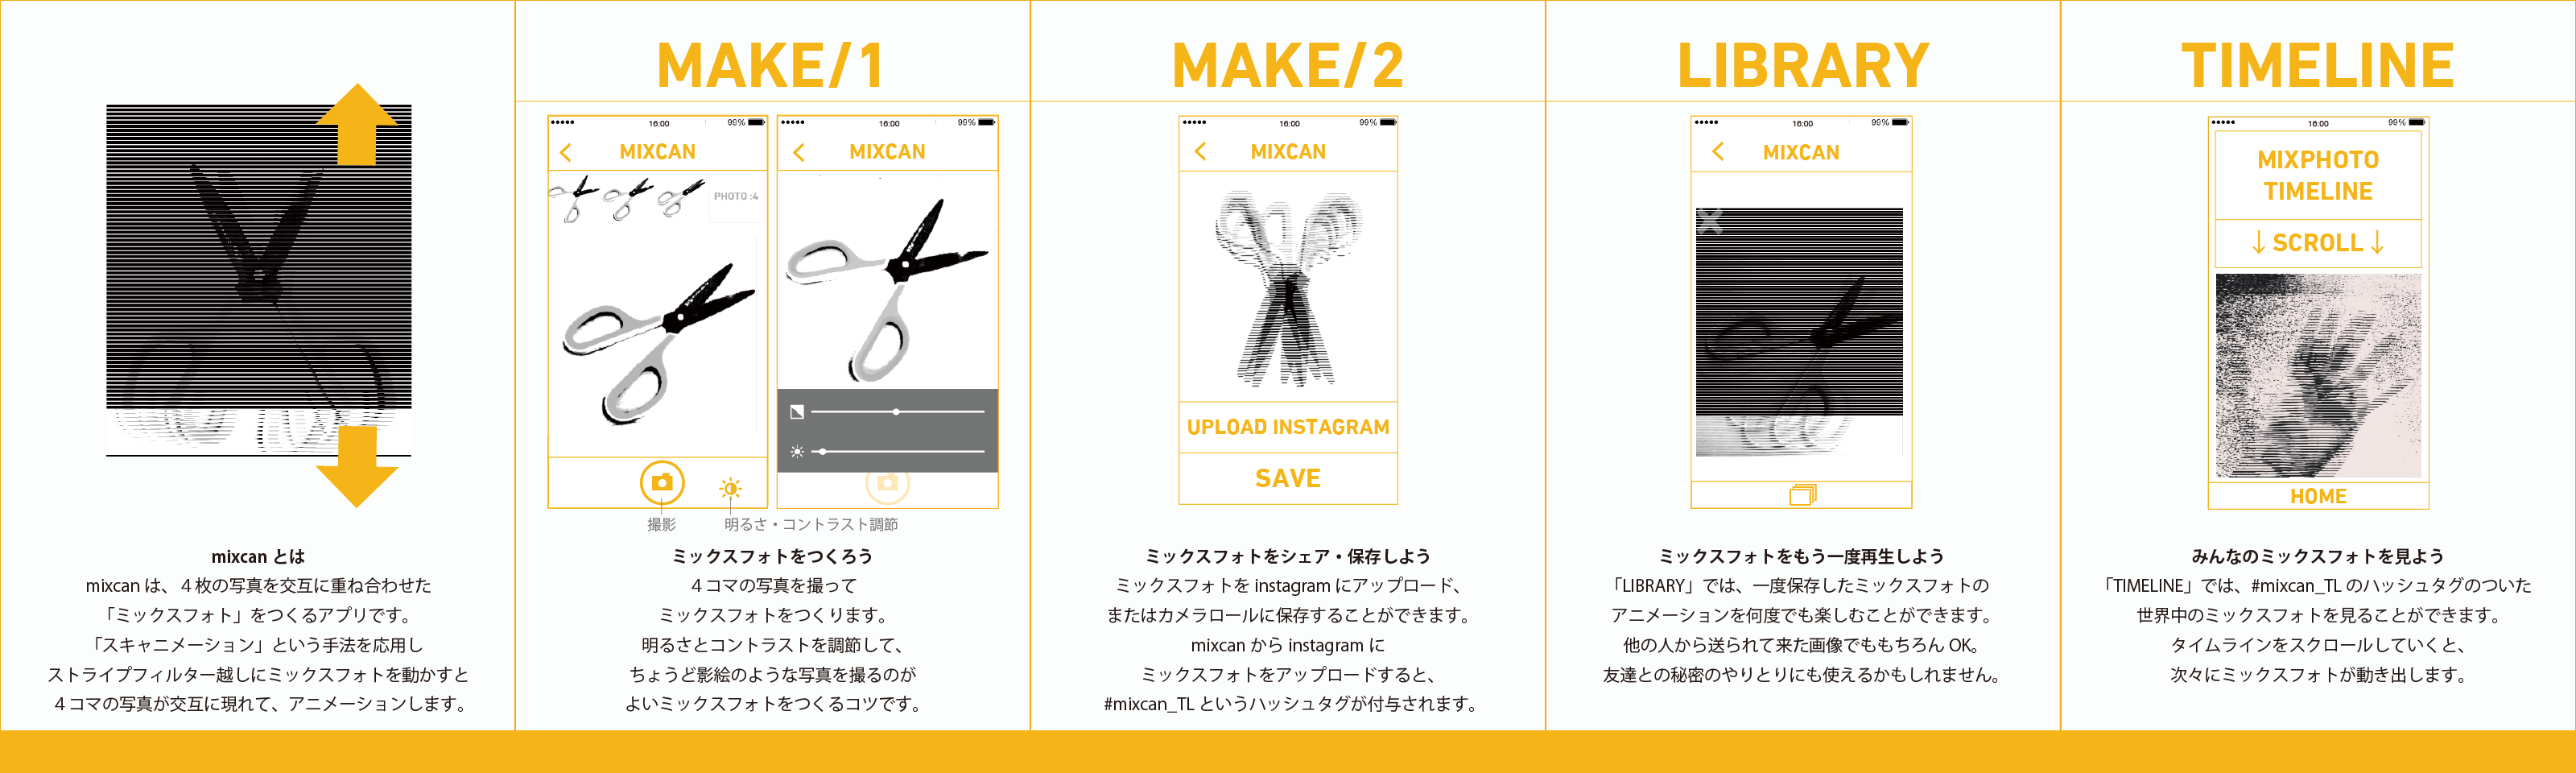 mixcan とは
mixcan は、４枚の写真を交互に重ね合わせた
「ミックスフォト」をつくるアプリです。
「スキャニメーション」という手法を応用し
ストライプフィルター越しにミックスフォトを動かすと
４コマの写真が交互に現れて、アニメーションします。
MAKE/1
16:00 99%
MIXCAN
PHOTO :4
16:00 99%
MIXCAN
撮影
明るさ・コントラスト調節
ミックスフォトをつくろう
４コマの写真を撮って
ミックスフォトをつくります。
明るさとコントラストを調節して、
ちょうど影絵のような写真を撮るのが
よいミックスフォトをつくるコツです。
MAKE/2
16:00 99%
MIXCAN
UPLOAD INSTAGRAM
SAVE
ミックスフォトをシェア・保存しよう
ミックスフォトを instagram にアップロード、
またはカメラロールに保存することができます。
mixcan から instagram に
ミックスフォトをアップロードすると、
#mixcan_TL というハッシュタグが付与されます。
LIBRARY
16:00 99%
MIXCAN
ミックスフォトをもう一度再生しよう
「LIBRARY」では、一度保存したミックスフォトの
アニメーションを何度でも楽しむことができます。
他の人から送られて来た画像でももちろん OK。
友達との秘密のやりとりにも使えるかもしれません。
TIMELINE
16:00 99%
MIXPHOTO
TIMELINE
↓ SCROLL ↓
HOME
みんなのミックスフォトを見よう
「TIMELINE」では、#mixcan_TL のハッシュタグのついた
世界中のミックスフォトを見ることができます。
タイムラインをスクロールしていくと、
次々にミックスフォトが動き出します。